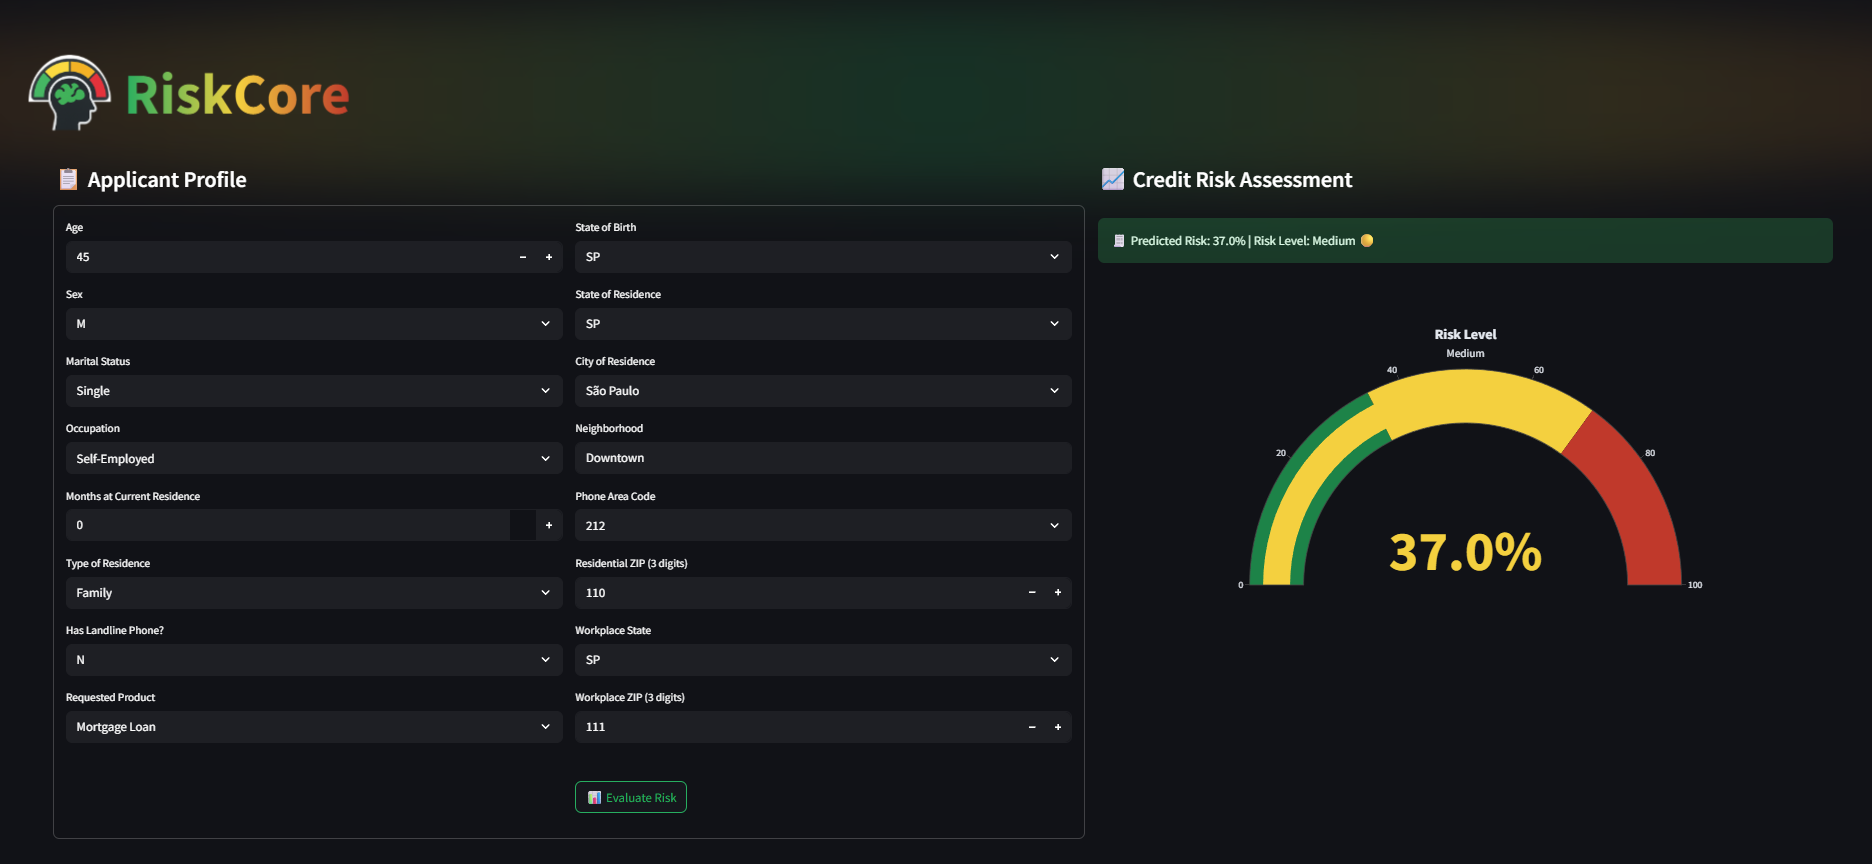 RiskCore
Applicant Profile
Age
45
Sex
M
Marital Status
Single
Occupation
Self-Employed
Months at Current Residence
0
Type of Residence
Family
Has Landline Phone?
N
Requested Product
Mortgage Loan
State of Birth
SP
State of Residence
SP
City of Residence
São Paulo
Neighborhood
Downtown
Phone Area Code
212
Residential ZIP (3 digits)
110
Workplace State
SP
Workplace ZIP (3 digits)
111
Evaluate Risk
Credit Risk Assessment
Predicted Risk: 37.0% | Risk Level: Medium
Risk Level
Medium
0
20
40
60
80
100
37.0%